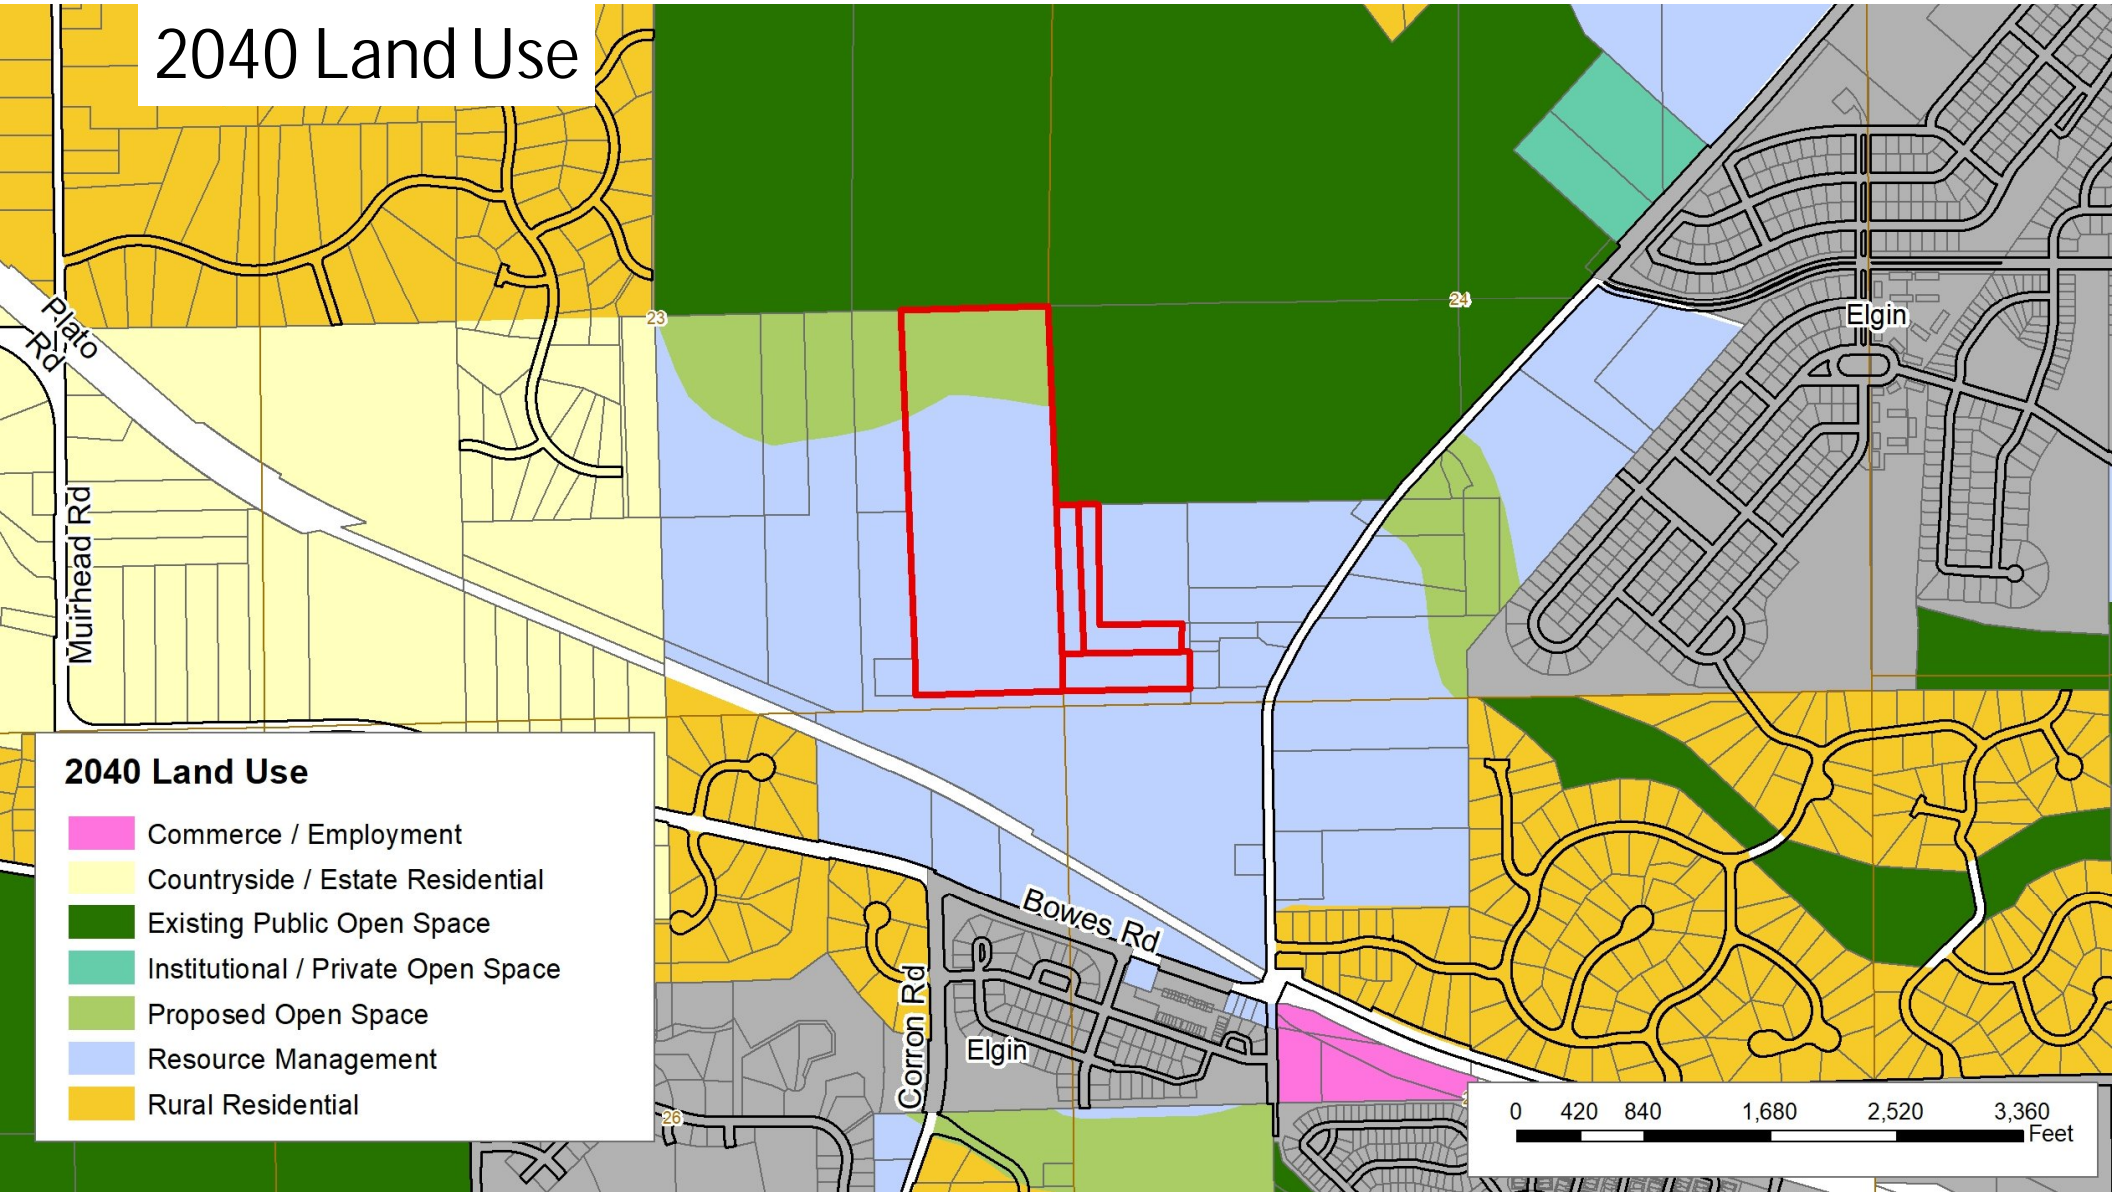 2040 Land Use
23
24
Elgin
Plato
Rd
Muirhead Rd
2040 Land Use
Commerce / Employment
Countryside / Estate Residential
Existing Public Open Space
Institutional / Private Open Space
Proposed Open Space
Resource Management
Rural Residential
Bowes Rd
Corron Rd
Elgin
26
0 420 840 1,680 2,520 3,360
Feet